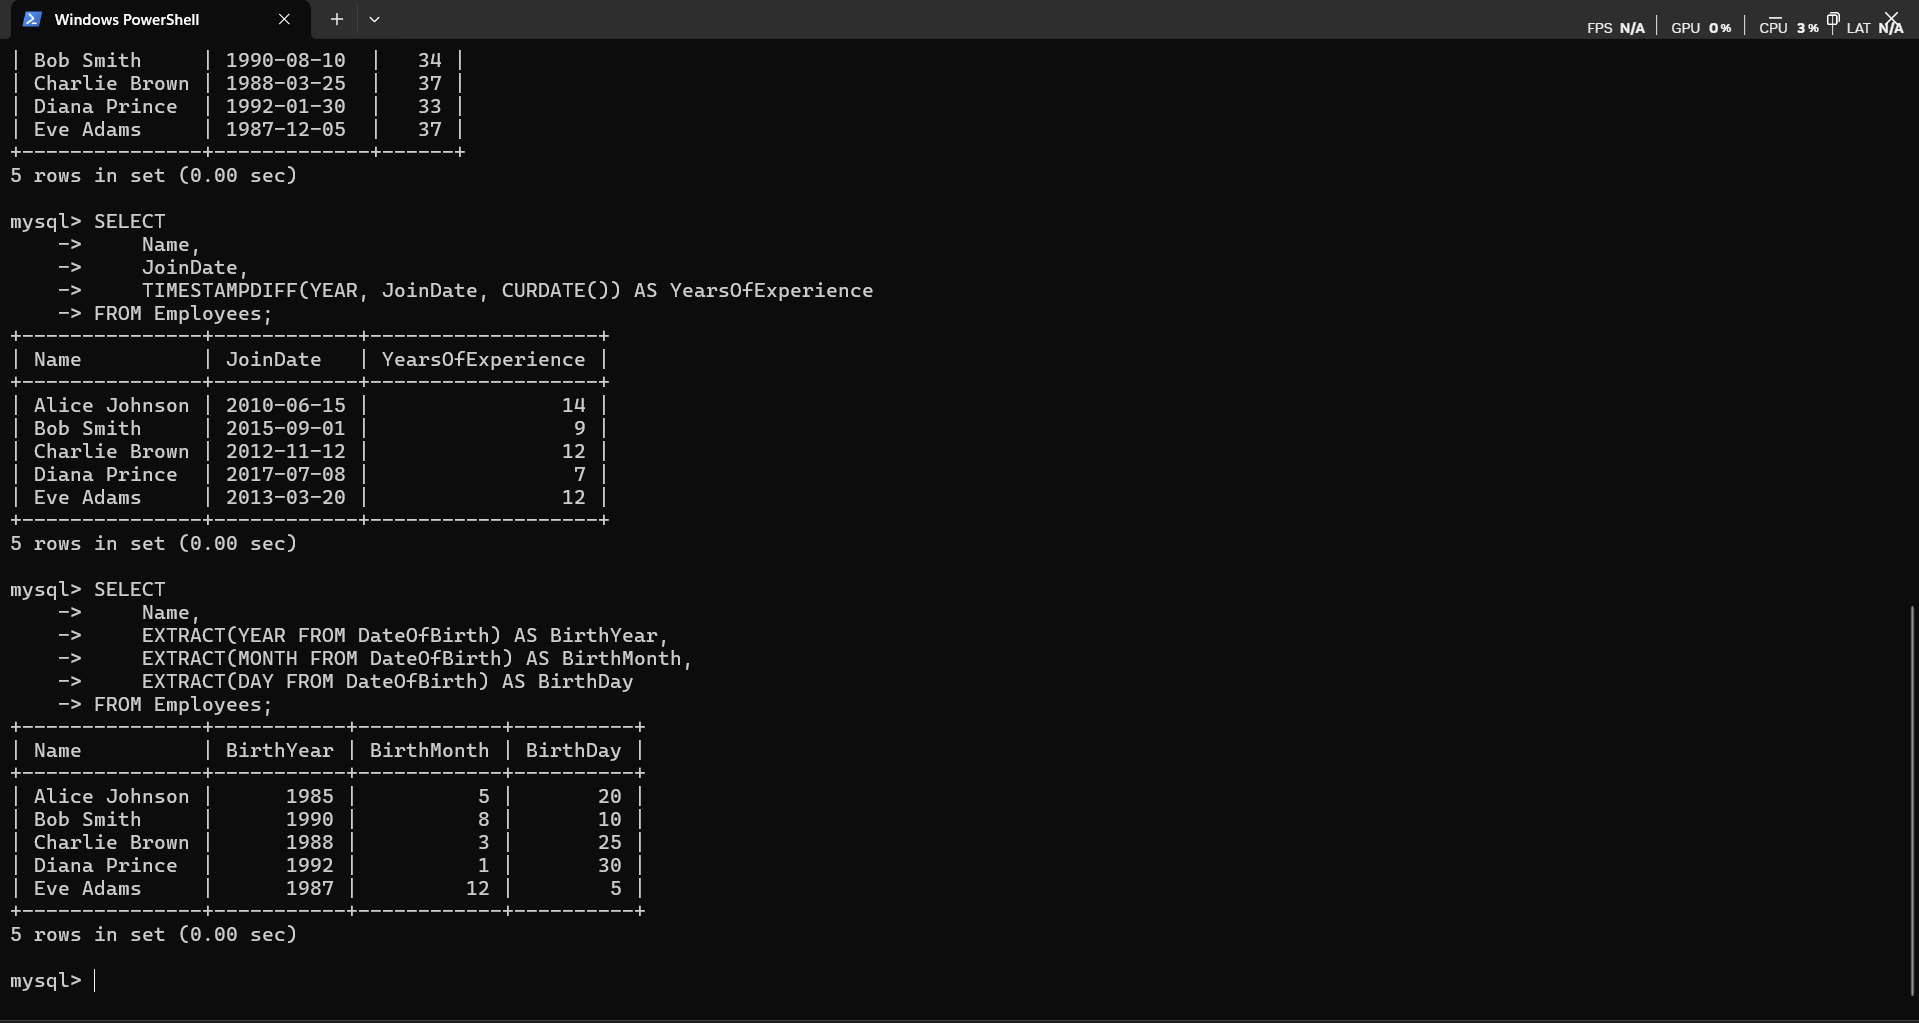 Windows PowerShell
FPS N/A | GPU 0% | CPU 3% | LAT N/A
| Bob Smith     | 1990-08-10  |   34 |
| Charlie Brown | 1988-03-25  |   37 |
| Diana Prince  | 1992-01-30  |   33 |
| Eve Adams     | 1987-12-05  |   37 |
+---------------+-------------+------+
5 rows in set (0.00 sec)

mysql> SELECT
    ->     Name,
    ->     JoinDate,
    ->     TIMESTAMPDIFF(YEAR, JoinDate, CURDATE()) AS YearsOfExperience
    -> FROM Employees;
+---------------+------------+-------------------+
| Name          | JoinDate   | YearsOfExperience |
+---------------+------------+-------------------+
| Alice Johnson | 2010-06-15 |                14 |
| Bob Smith     | 2015-09-01 |                 9 |
| Charlie Brown | 2012-11-12 |                12 |
| Diana Prince  | 2017-07-08 |                 7 |
| Eve Adams     | 2013-03-20 |                12 |
+---------------+------------+-------------------+
5 rows in set (0.00 sec)

mysql> SELECT
    ->     Name,
    ->     EXTRACT(YEAR FROM DateOfBirth) AS BirthYear,
    ->     EXTRACT(MONTH FROM DateOfBirth) AS BirthMonth,
    ->     EXTRACT(DAY FROM DateOfBirth) AS BirthDay
    -> FROM Employees;
+---------------+-----------+------------+----------+
| Name          | BirthYear | BirthMonth | BirthDay |
+---------------+-----------+------------+----------+
| Alice Johnson |      1985 |          5 |       20 |
| Bob Smith     |      1990 |          8 |       10 |
| Charlie Brown |      1988 |          3 |       25 |
| Diana Prince  |      1992 |          1 |       30 |
| Eve Adams     |      1987 |         12 |        5 |
+---------------+-----------+------------+----------+
5 rows in set (0.00 sec)

mysql>